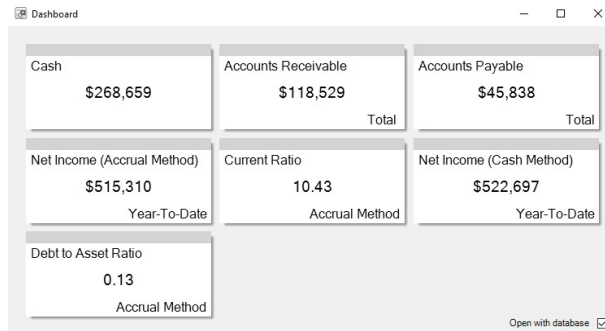 Dashboard
Cash
$268,659
Accounts Receivable
$118,529
Total
Accounts Payable
$45,838
Total
Net Income (Accrual Method)
$515,310
Year-To-Date
Current Ratio
10.43
Accrual Method
Net Income (Cash Method)
$522,697
Year-To-Date
Debt to Asset Ratio
0.13
Accrual Method
Open with database